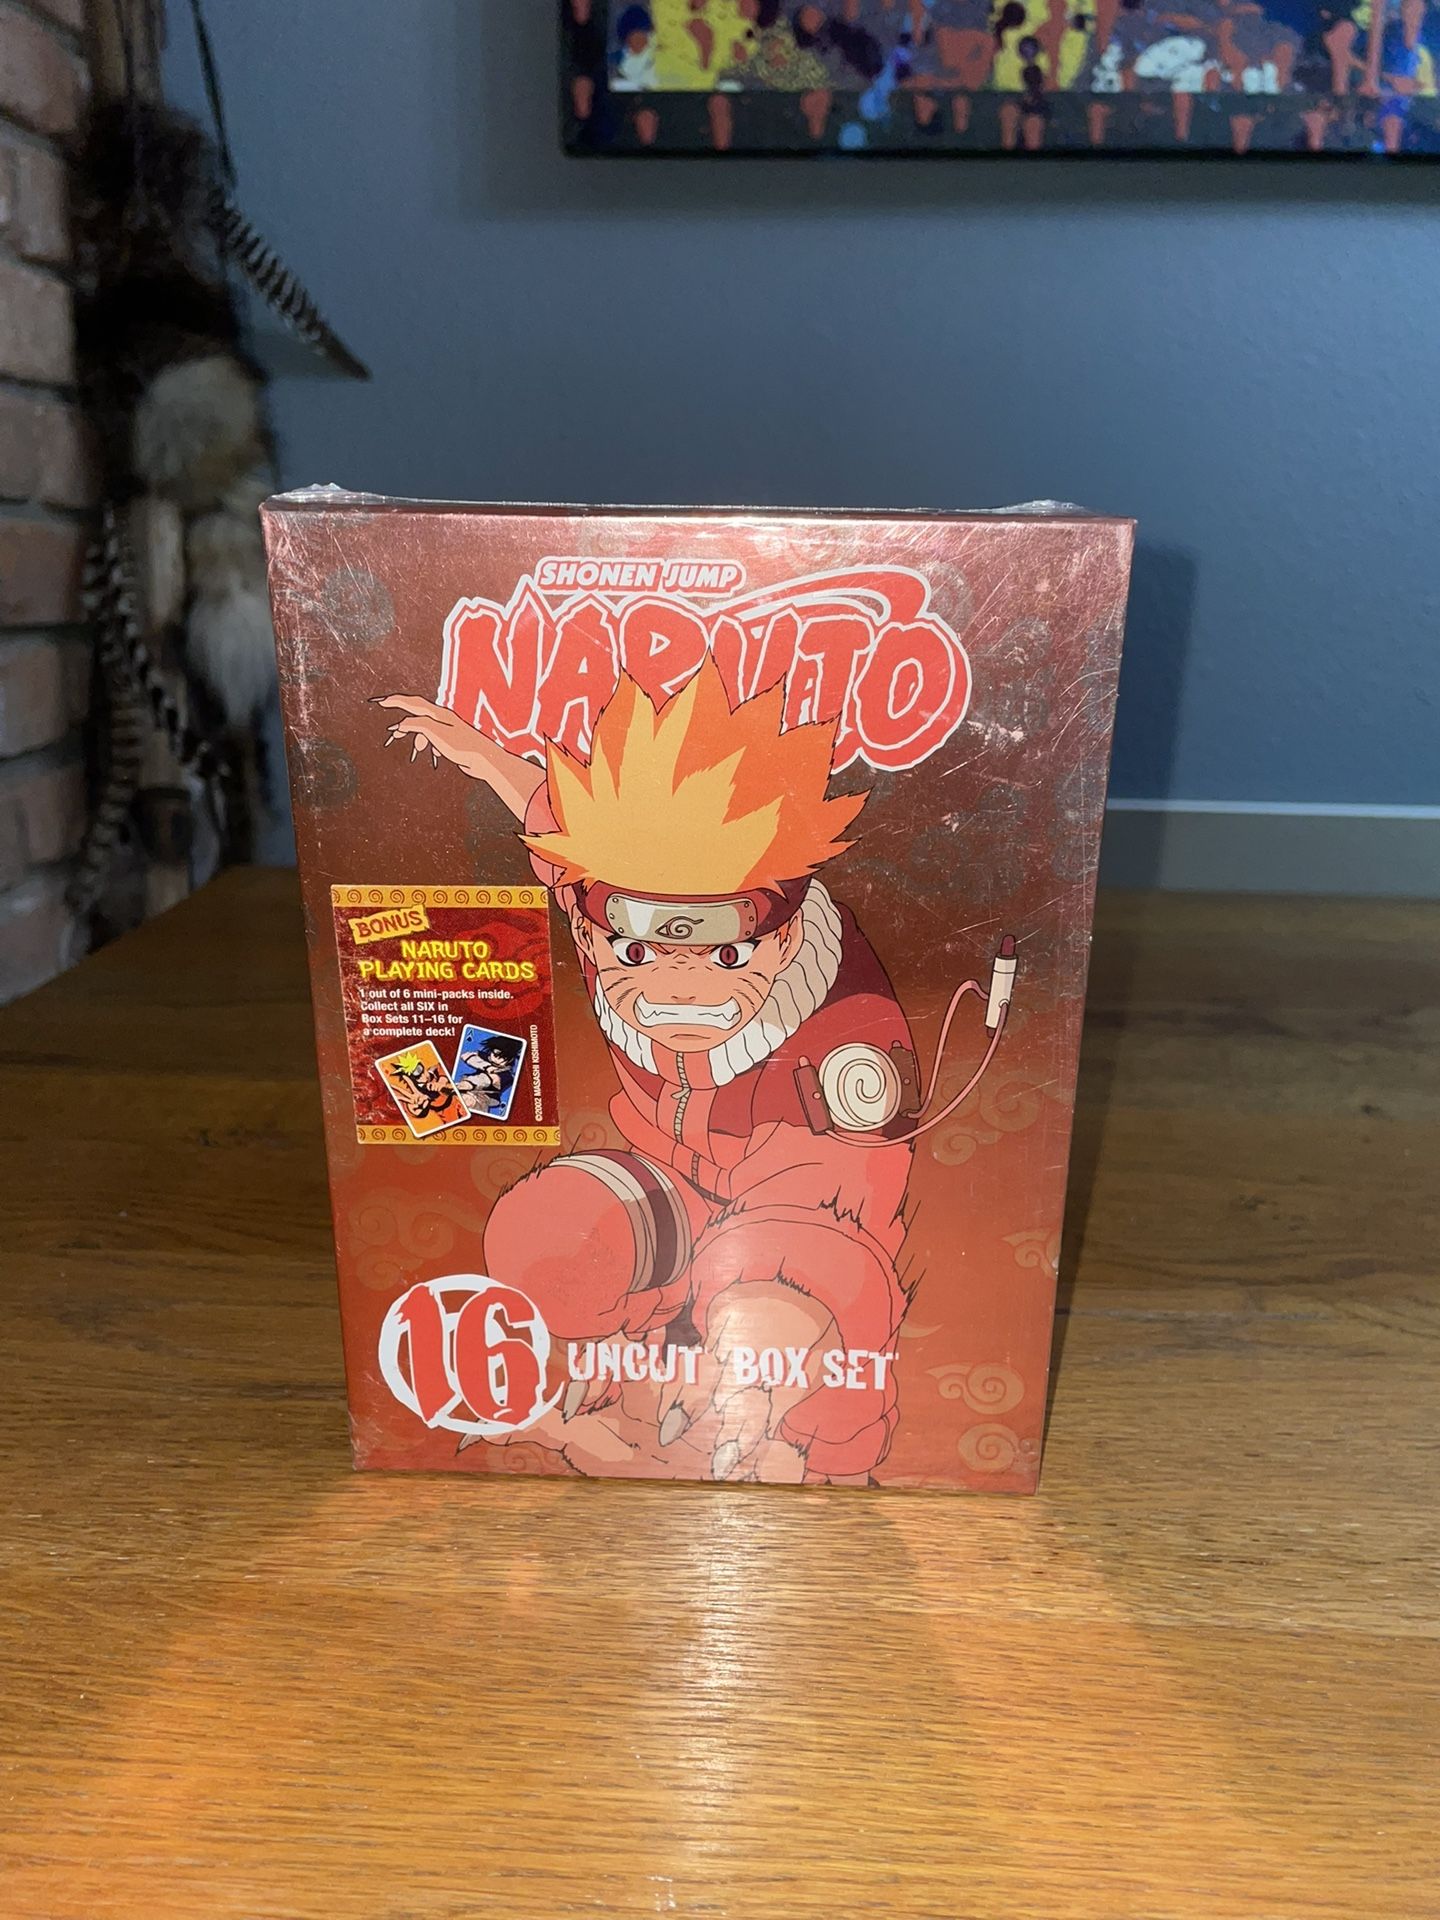 SHONEN JUMP
NARUTO
BONUS
NARUTO
PLAYING CARDS
1 out of 6 mini-packs inside.
Collect all SIX in
Box Sets 11–16 for
a complete deck!
©2002 MASASHI KISHIMOTO
16 UNCUT BOX SET